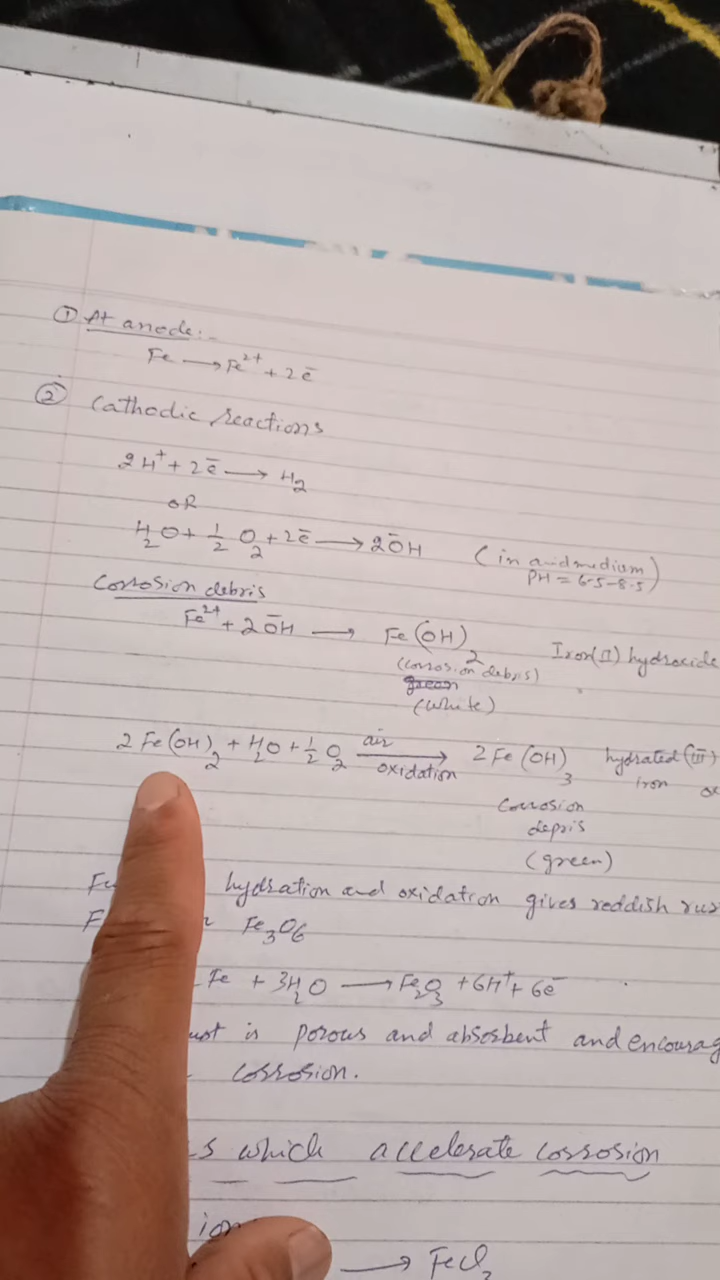 ① At anode:-
Fe ⟶ Fe²⁺ + 2ē
② Cathodic reactions
2H⁺ + 2ē ⟶ H₂
OR
H₂O + ½ O₂ + 2ē ⟶ 2ŌH (in acid medium)
PH = 6.5-8.5
Corrosion debris
Fe²⁺ + 2ŌH ⟶ Fe(OH)₂ Iron(II) hydroxide
(corrosion debris)
(white)
2Fe(OH)₂ + H₂O + ½ O₂ air ⟶ oxidation 2Fe(OH)₃ hydrated (III)
iron
Corrosion
depris
(green)
hydration and oxidation gives reddish
Fe₃O₆
Fe + 3H₂O ⟶ Fe₂O₃ + 6H⁺ + 6e⁻
is porous and absorbent and encourag
corrosion.
which accelerate corrosion
ion
⟶ FeCl₂